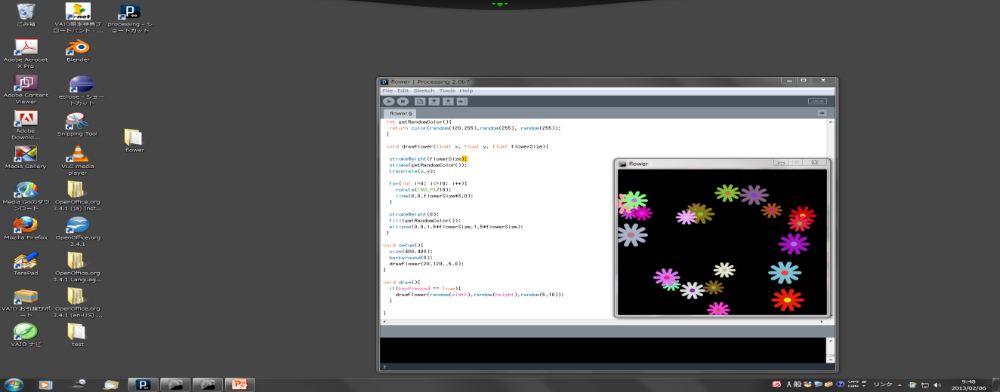 ごみ箱
VAIO限定特典ブ
ロードバンド・...
processing - シ
ョートカット
Adobe Acrobat
X Pro
Blender
Adobe Content
Viewer
eclipse - ショー
トカット
Adobe
Downlo...
Snipping Tool
flower
Media Gallery
VLC media
player
Media Goのダウ
ンロード
OpenOffice.org
3.4.1 (ja) Inst...
Mozilla Firefox
OpenOffice.org
3.4.1
TeraPad
OpenOffice.org
3.4.1 Languag...
VAIO お引越サポ
ート
OpenOffice.org
3.4.1 (en-US) ...
VAIO ナビ
test
flower | Processing 2.0b7
File Edit Sketch Tools Help
JAVA
flower §
int getRandomColor(){
return color(random(120,255),random(255), random(255));
}
void drawFlower(float x, float y, float flowerSize){
strokeWeight(flowerSize);
stroke(getRandomColor());
translate(x,y);
for(int i=0; i<=10; i++){
rotate(TWO_PI/10);
line(0,0,flowerSize*3,0);
}
strokeWeight(0);
fill(getRandomColor());
ellipse(0,0,1.5*flowerSize,1.5*flowerSize);
}
void setup(){
size(400,400);
background(0);
drawFlower(20,120.,5.0);
}
void draw(){
if(keyPressed == true){
drawFlower(random(width),random(height),random(5,10));
}
}
7
flower
A 般
CAPS
KANA
リンク
9:48
2013/02/06